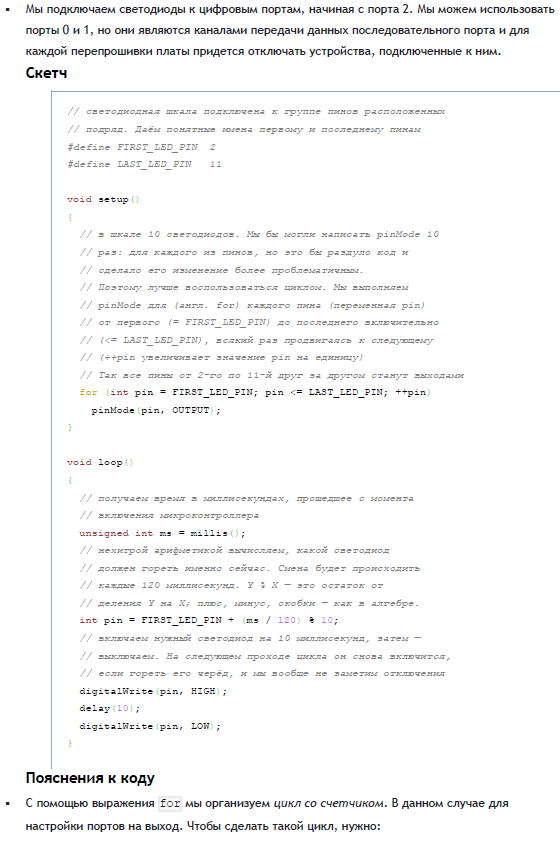 ▪ Мы подключаем светодиоды к цифровым портам, начиная с порта 2. Мы можем использовать
порты 0 и 1, но они являются каналами передачи данных последовательного порта и для
каждой перепрошивки платы придется отключать устройства, подключенные к ним.
Скетч
// светодиодная шкала подключена к группе пинов расположенных
// подряд. Даём понятные имена первому и последнему пинам
#define FIRST_LED_PIN  2
#define LAST_LED_PIN   11
void setup()
{
  // в шкале 10 светодиодов. Мы бы могли написать pinMode 10
  // раз: для каждого из пинов, но это бы раздуло код и
  // сделало его изменение более проблематичным.
  // Поэтому лучше воспользоваться циклом. Мы выполняем
  // pinMode для (англ. for) каждого пина (переменная pin)
  // от первого (= FIRST_LED_PIN) до последнего включительно
  // (<= LAST_LED_PIN), всякий раз продвигаясь к следующему
  // (++pin увеличивает значение pin на единицу)
  // Так все пины от 2-го по 11-й друг за другом станут выходами
  for (int pin = FIRST_LED_PIN; pin <= LAST_LED_PIN; ++pin)
    pinMode(pin, OUTPUT);
}
void loop()
{
  // получаем время в миллисекундах, прошедшее с момента
  // включения микроконтроллера
  unsigned int ms = millis();
  // нехитрой арифметикой вычисляем, какой светодиод
  // должен гореть именно сейчас. Смена будет происходить
  // каждые 120 миллисекунд. Y % X — это остаток от
  // деления Y на X; плюс, минус, скобки — как в алгебре.
  int pin = FIRST_LED_PIN + (ms / 120) % 10;
  // включаем нужный светодиод на 10 миллисекунд, затем —
  // выключаем. На следующем проходе цикла он снова включится,
  // если гореть его черёд, и мы вообще не заметим отключения
  digitalWrite(pin, HIGH);
  delay(10);
  digitalWrite(pin, LOW);
}
Пояснения к коду
▪ С помощью выражения for мы организуем цикл со счетчиком. В данном случае для
настройки портов на выход. Чтобы сделать такой цикл, нужно: